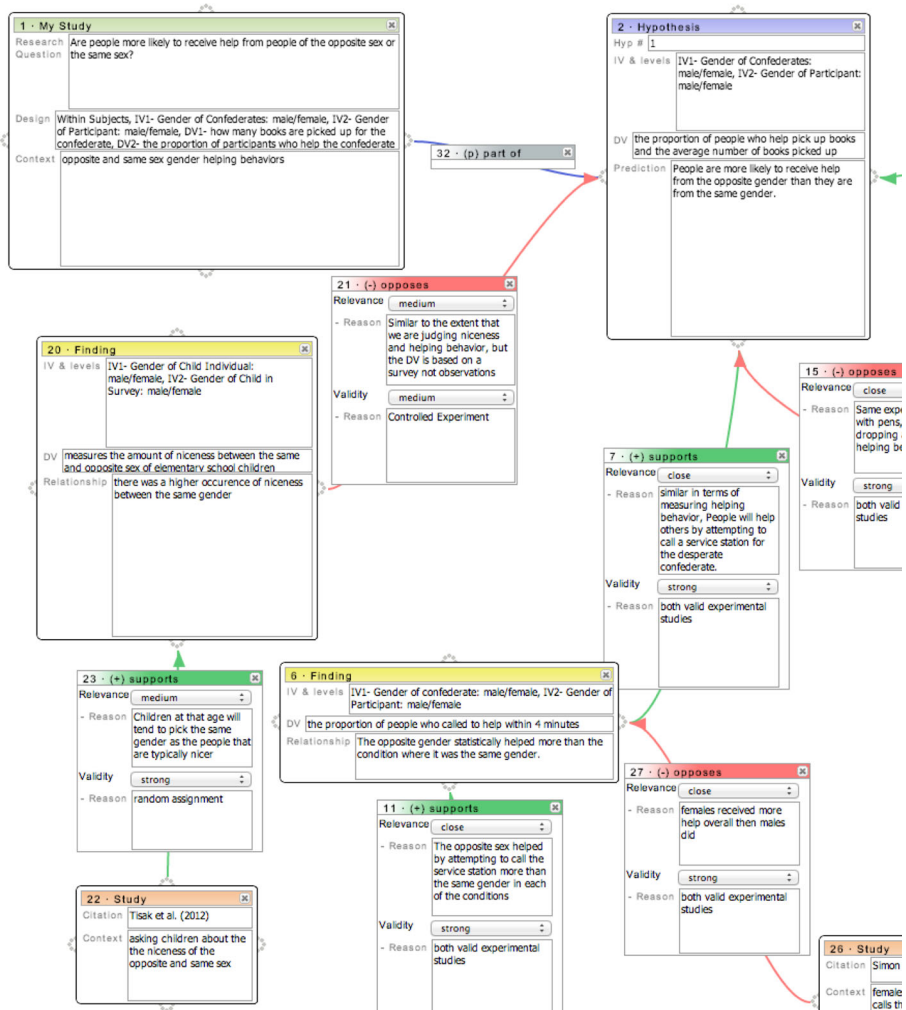 1 · My Study
Research Question
Are people more likely to receive help from people of the opposite sex or
the same sex?
Design
Within Subjects, IV1- Gender of Confederates: male/female, IV2- Gender
of Participant: male/female, DV1- how many books are picked up for the
confederate, DV2- the proportion of participants who help the confederate
Context
opposite and same sex gender helping behaviors
32 · (p) part of
2 · Hypothesis
Hyp # 1
IV & levels
IV1- Gender of Confederates:
male/female, IV2- Gender of Participant:
male/female
DV
the proportion of people who help pick up books
and the average number of books picked up
Prediction
People are more likely to receive help
from the opposite gender than they are
from the same gender.
21 · (-) opposes
Relevance medium
- Reason
Similar to the extent that
we are judging niceness
and helping behavior, but
the DV is based on a
survey not observations
Validity medium
- Reason Controlled Experiment
20 · Finding
IV & levels
IV1- Gender of Child Individual:
male/female, IV2- Gender of Child in
Survey: male/female
DV
measures the amount of niceness between the same
and opposite sex of elementary school children
Relationship
there was a higher occurence of niceness
between the same gender
15 · (-) opposes
Relevance close
- Reason
Same expe
with pens,
dropping
helping be
Validity strong
- Reason
both valid
studies
7 · (+) supports
Relevance close
- Reason
similar in terms of
measuring helping
behavior, People will help
others by attempting to
call a service station for
the desperate
confederate.
Validity strong
- Reason
both valid experimental
studies
23 · (+) supports
Relevance medium
- Reason
Children at that age will
tend to pick the same
gender as the people that
are typically nicer
Validity strong
- Reason random assignment
6 · Finding
IV & levels
IV1- Gender of confederate: male/female, IV2- Gender of
Participant: male/female
DV the proportion of people who called to help within 4 minutes
Relationship
The opposite gender statistically helped more than the
condition where it was the same gender.
27 · (-) opposes
Relevance close
- Reason
females received more
help overall then males
did
Validity strong
- Reason
both valid experimental
studies
11 · (+) supports
Relevance close
- Reason
The opposite sex helped
by attempting to call the
service station more than
the same gender in each
of the conditions
Validity strong
- Reason
both valid experimental
studies
22 · Study
Citation Tisak et al. (2012)
Context
asking children about the
the niceness of the
opposite and same sex
26 · Study
Citation Simon
Context
female
calls th